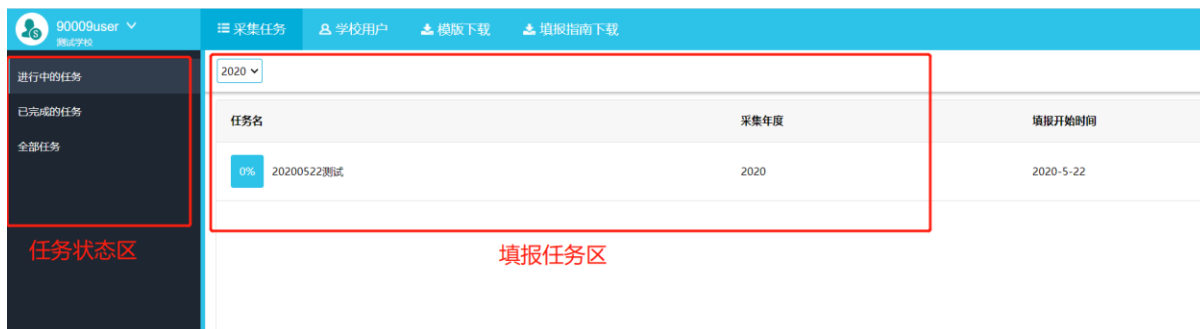 90009user
测试学校
采集任务 学校用户 模版下载 填报指南下载
进行中的任务
已完成的任务
全部任务
任务状态区
2020
任务名 采集年度 填报开始时间
0% 20200522测试 2020 2020-5-22
填报任务区